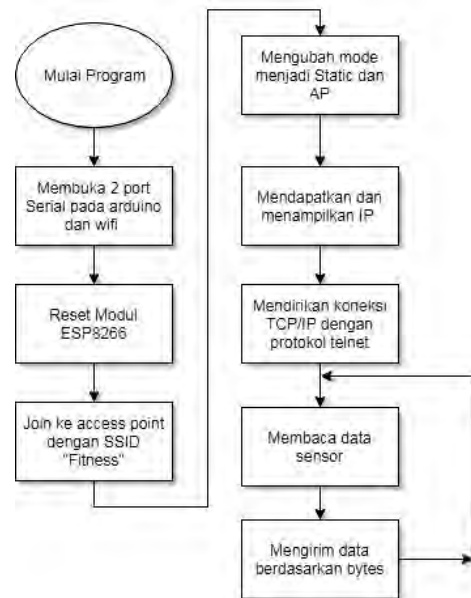 Mulai Program
Membuka 2 port
Serial pada arduino
dan wifi
Reset Modul
ESP8266
Join ke access point
dengan SSID
"Fitness"
Mengubah mode
menjadi Static dan
AP
Mendapatkan dan
menampilkan IP
Mendirikan koneksi
TCP/IP dengan
protokol telnet
Membaca data
sensor
Mengirim data
berdasarkan bytes